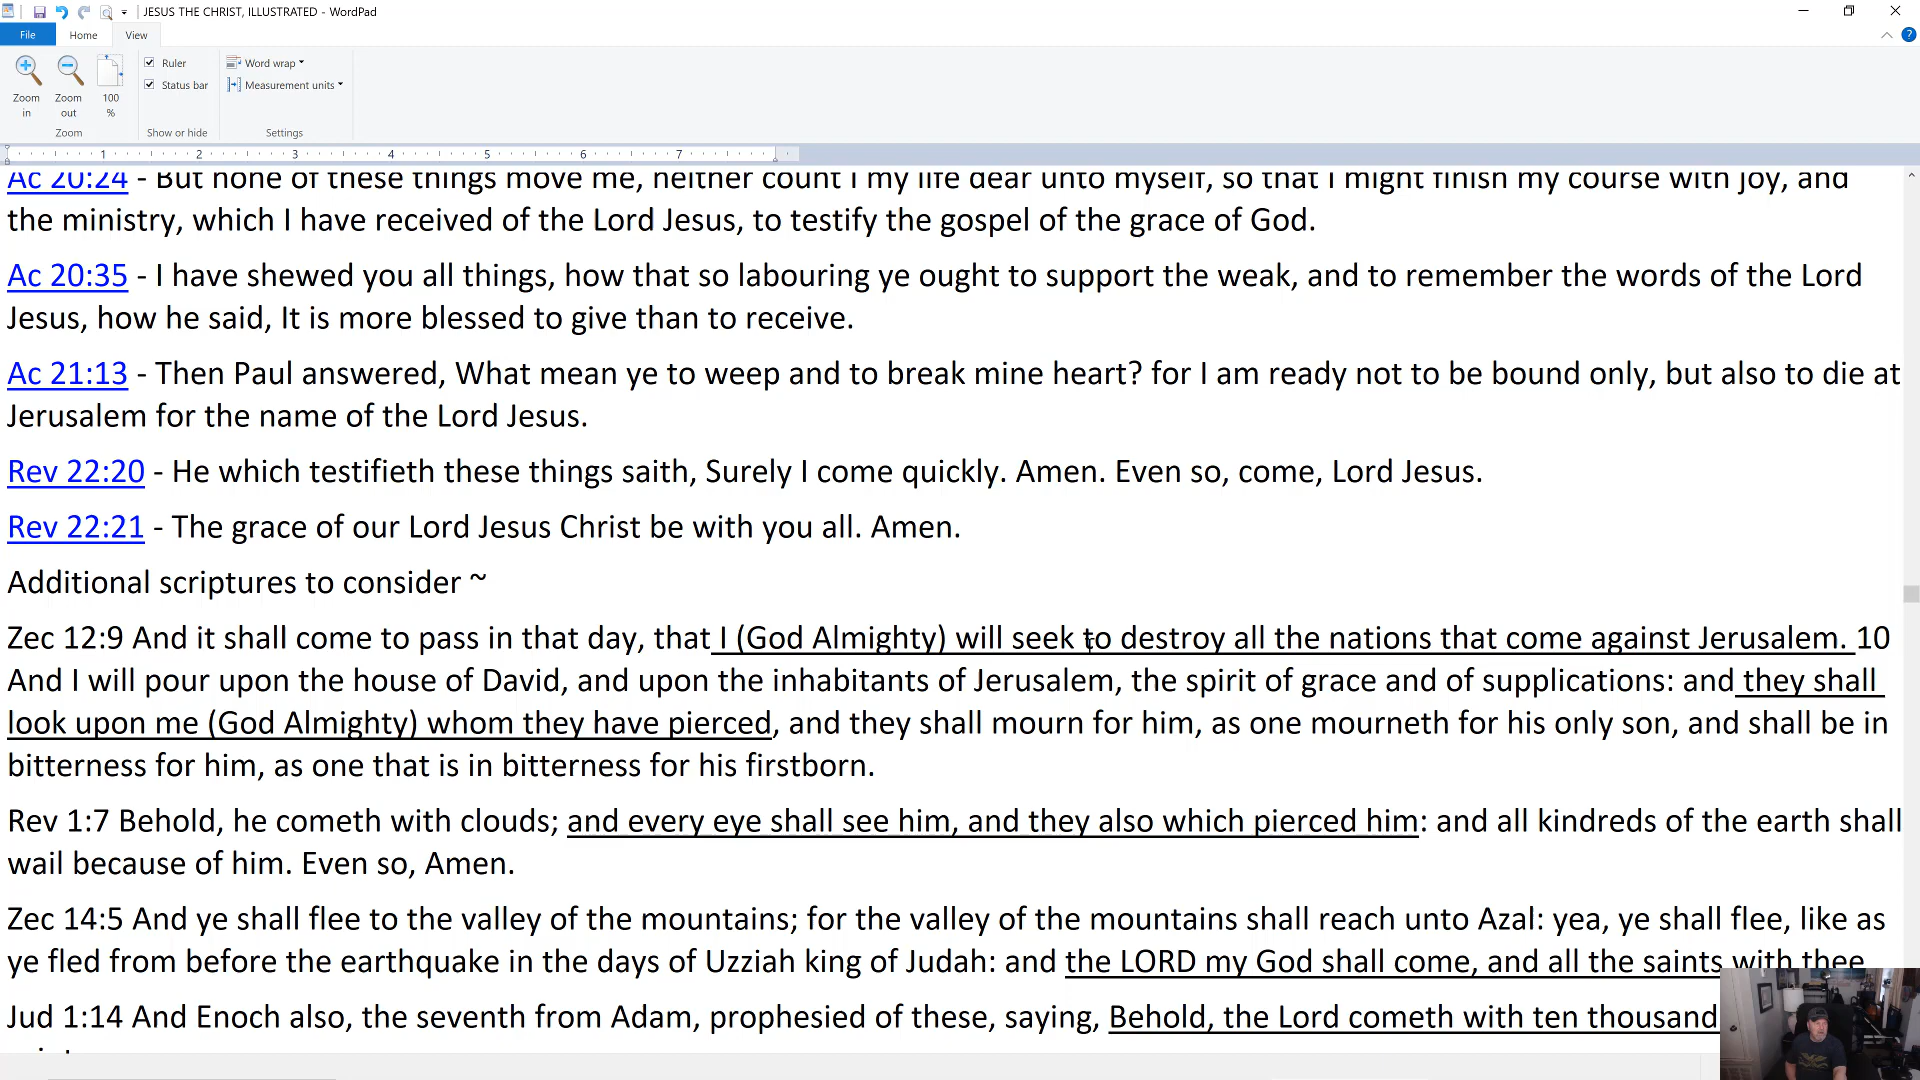 JESUS THE CHRIST, ILLUSTRATED - WordPad
File Home View
Zoom in
Zoom out
100 %
Ruler
Status bar
Word wrap
Measurement units
Zoom
Show or hide
Settings
1 2 3 4 5 6 7
Ac 20:24 - But none of these things move me, neither count I my life dear unto myself, so that I might finish my course with joy, and
the ministry, which I have received of the Lord Jesus, to testify the gospel of the grace of God.
Ac 20:35 - I have shewed you all things, how that so labouring ye ought to support the weak, and to remember the words of the Lord
Jesus, how he said, It is more blessed to give than to receive.
Ac 21:13 - Then Paul answered, What mean ye to weep and to break mine heart? for I am ready not to be bound only, but also to die at
Jerusalem for the name of the Lord Jesus.
Rev 22:20 - He which testifieth these things saith, Surely I come quickly. Amen. Even so, come, Lord Jesus.
Rev 22:21 - The grace of our Lord Jesus Christ be with you all. Amen.
Additional scriptures to consider ~
Zec 12:9 And it shall come to pass in that day, that I (God Almighty) will seek to destroy all the nations that come against Jerusalem. 10
And I will pour upon the house of David, and upon the inhabitants of Jerusalem, the spirit of grace and of supplications: and they shall
look upon me (God Almighty) whom they have pierced, and they shall mourn for him, as one mourneth for his only son, and shall be in
bitterness for him, as one that is in bitterness for his firstborn.
Rev 1:7 Behold, he cometh with clouds; and every eye shall see him, and they also which pierced him: and all kindreds of the earth shall
wail because of him. Even so, Amen.
Zec 14:5 And ye shall flee to the valley of the mountains; for the valley of the mountains shall reach unto Azal: yea, ye shall flee, like as
ye fled from before the earthquake in the days of Uzziah king of Judah: and the LORD my God shall come, and all the saints with thee
Jud 1:14 And Enoch also, the seventh from Adam, prophesied of these, saying, Behold, the Lord cometh with ten thousand